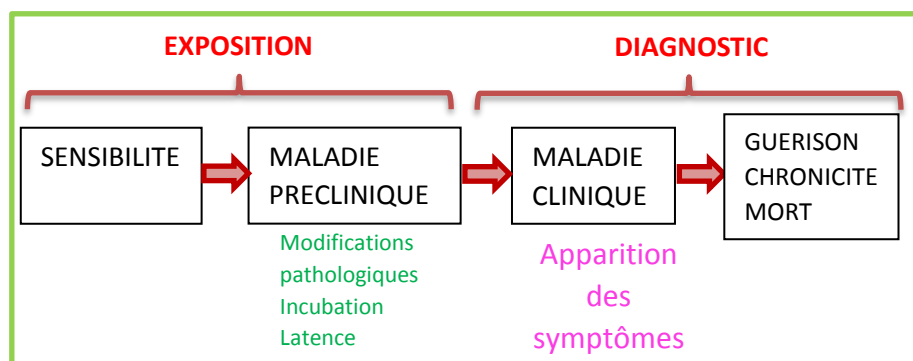 EXPOSITION
DIAGNOSTIC
SENSIBILITE
MALADIE
PRECLINIQUE
MALADIE
CLINIQUE
GUERISON
CHRONICITE
MORT
Modifications
pathologiques
Incubation
Latence
Apparition
des
symptômes